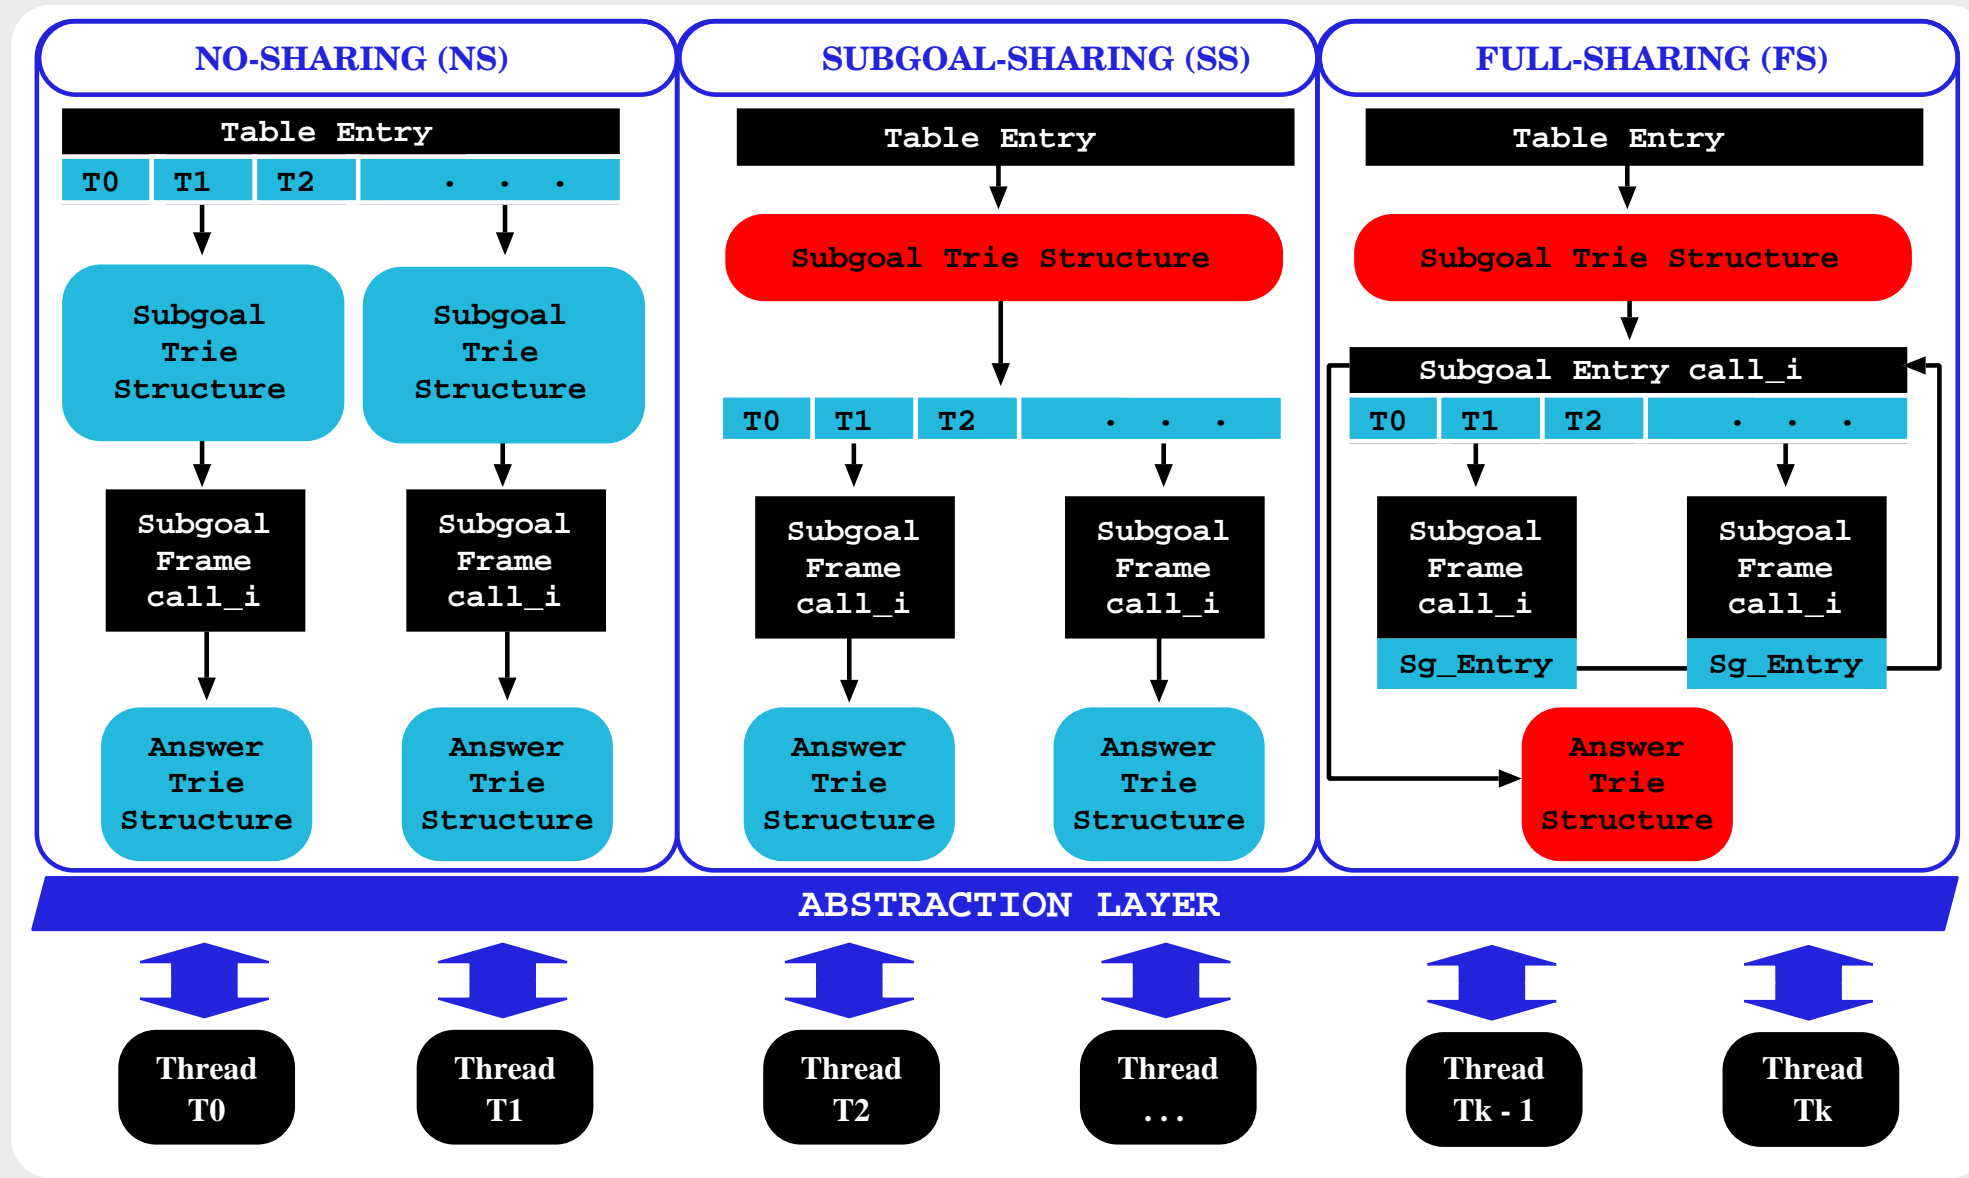 NO-SHARING (NS)
Table Entry
T0 T1 T2 . . .
Subgoal
Trie
Structure
Subgoal
Trie
Structure
Subgoal
Frame
call_i
Subgoal
Frame
call_i
Answer
Trie
Structure
Answer
Trie
Structure
SUBGOAL-SHARING (SS)
Table Entry
Subgoal Trie Structure
T0 T1 T2 . . .
Subgoal
Frame
call_i
Subgoal
Frame
call_i
Answer
Trie
Structure
Answer
Trie
Structure
FULL-SHARING (FS)
Table Entry
Subgoal Trie Structure
Subgoal Entry call_i
T0 T1 T2 . . .
Subgoal
Frame
call_i
Sg_Entry
Subgoal
Frame
call_i
Sg_Entry
Answer
Trie
Structure
ABSTRACTION LAYER
Thread
T0
Thread
T1
Thread
T2
Thread
. . .
Thread
Tk - 1
Thread
Tk